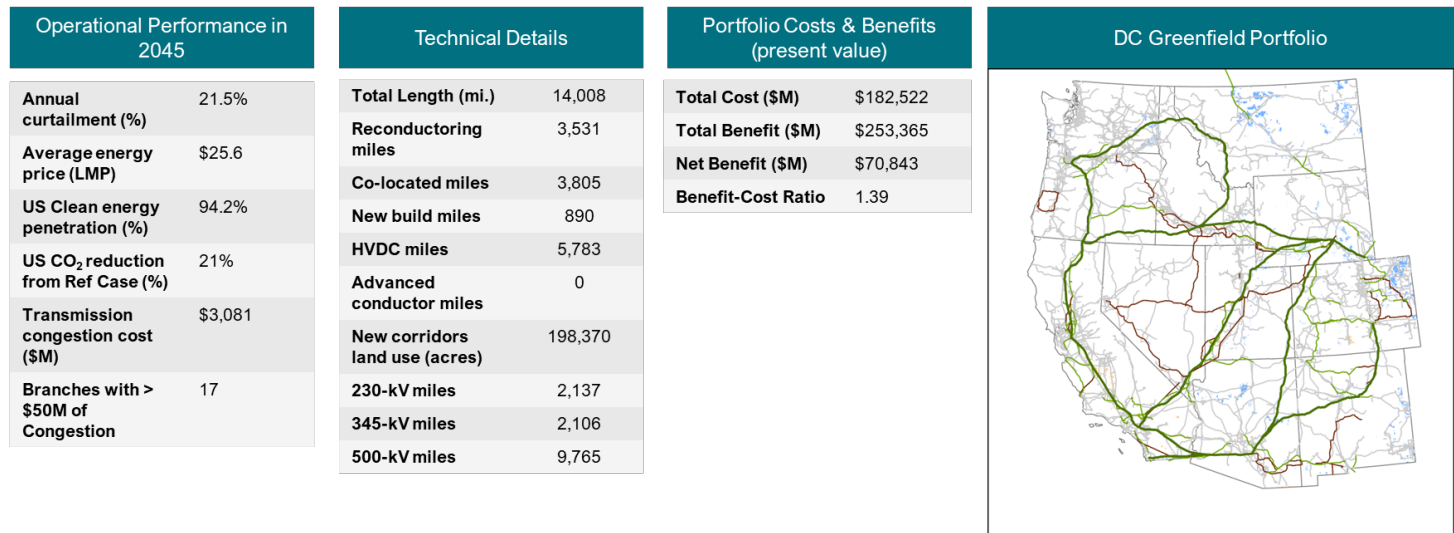 Operational Performance in
2045
Annual
curtailment (%)
21.5%
Average energy
price (LMP)
$25.6
US Clean energy
penetration (%)
94.2%
US CO₂ reduction
from Ref Case (%)
21%
Transmission
congestion cost
($M)
$3,081
Branches with >
$50M of
Congestion
17
Technical Details
Total Length (mi.)
14,008
Reconductoring
miles
3,531
Co-located miles
3,805
New build miles
890
HVDC miles
5,783
Advanced
conductor miles
0
New corridors
land use (acres)
198,370
230-kV miles
2,137
345-kV miles
2,106
500-kV miles
9,765
Portfolio Costs & Benefits
(present value)
Total Cost ($M)
$182,522
Total Benefit ($M)
$253,365
Net Benefit ($M)
$70,843
Benefit-Cost Ratio
1.39
DC Greenfield Portfolio